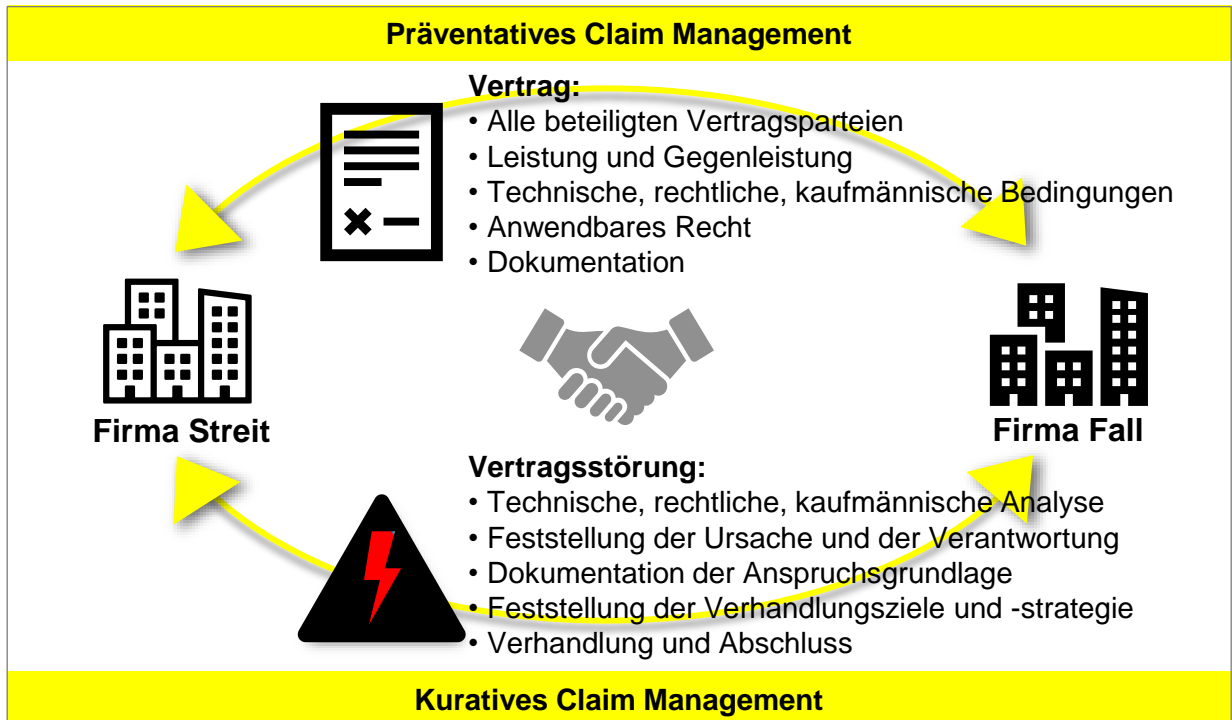 Präventatives Claim Management
Vertrag:
• Alle beteiligten Vertragsparteien
• Leistung und Gegenleistung
• Technische, rechtliche, kaufmännische Bedingungen
• Anwendbares Recht
• Dokumentation
Firma Streit
Firma Fall
Vertragsstörung:
• Technische, rechtliche, kaufmännische Analyse
• Feststellung der Ursache und der Verantwortung
• Dokumentation der Anspruchsgrundlage
• Feststellung der Verhandlungsziele und -strategie
• Verhandlung und Abschluss
Kuratives Claim Management